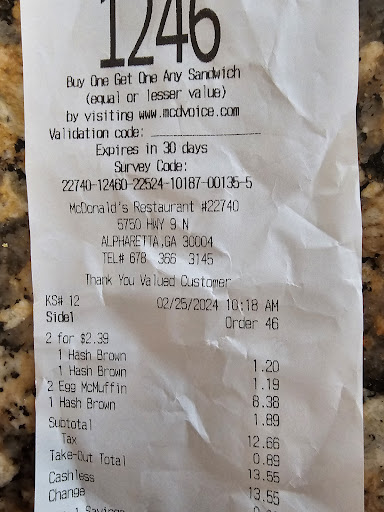 1246
Buy One Get One Any Sandwich
(equal or lesser value)
by visiting www.mcdvoice.com
Validation code: ____________
Expires in 30 days
Survey Code:
22740-12460-22524-10187-00135-5
McDonald's Restaurant #22740
5750 HWY 9 N
ALPHARETTA,GA 30004
TEL# 678 366 3145
Thank You Valued Customer
KS# 12 02/25/2024 10:18 AM
Side1 Order 46
2 for $2.39
1 Hash Brown 1.20
1 Hash Brown 1.19
2 Egg McMuffin 8.38
1 Hash Brown 1.89
Subtotal 12.66
Tax 0.89
Take-Out Total 13.55
Cashless 13.55
Change